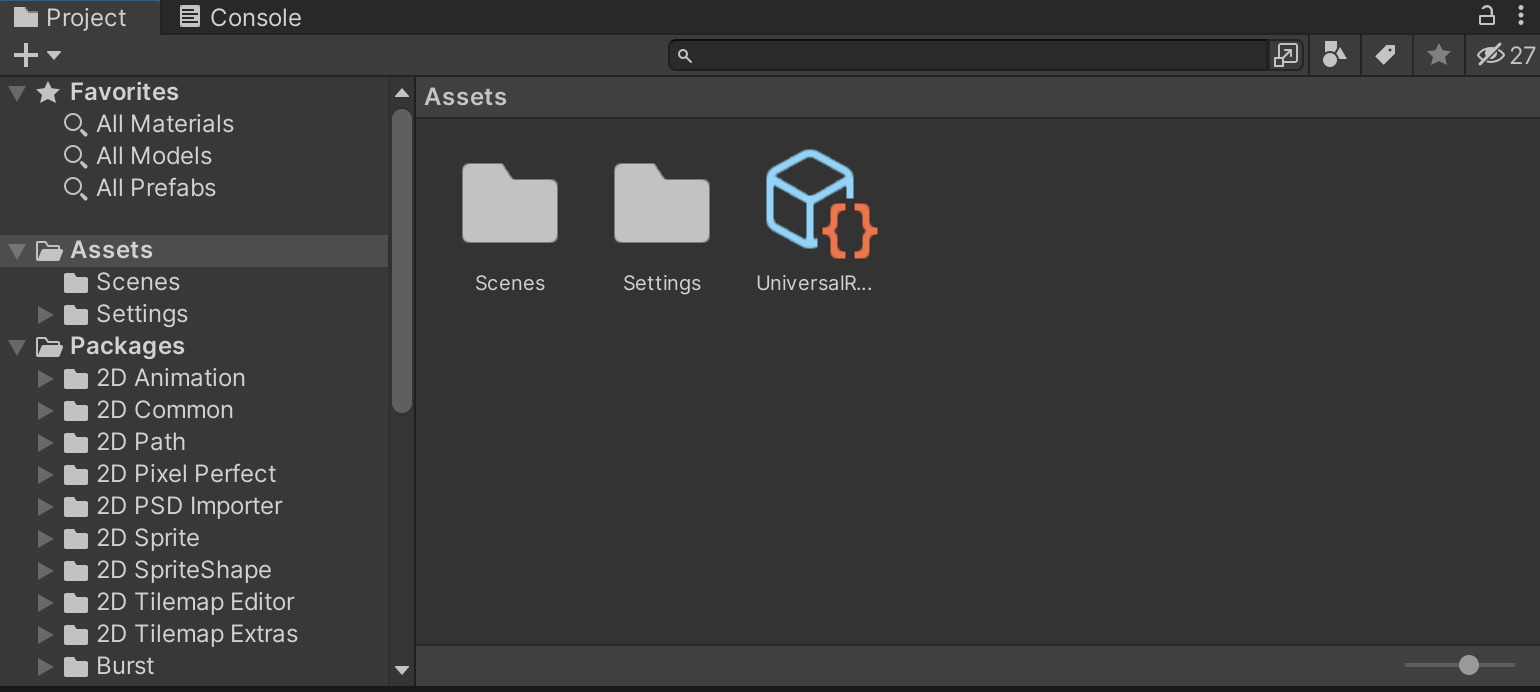 Project
Console
27
Favorites
All Materials
All Models
All Prefabs
Assets
Scenes
Settings
Packages
2D Animation
2D Common
2D Path
2D Pixel Perfect
2D PSD Importer
2D Sprite
2D SpriteShape
2D Tilemap Editor
2D Tilemap Extras
Burst
Assets
{}
Scenes
Settings
UniversalR...